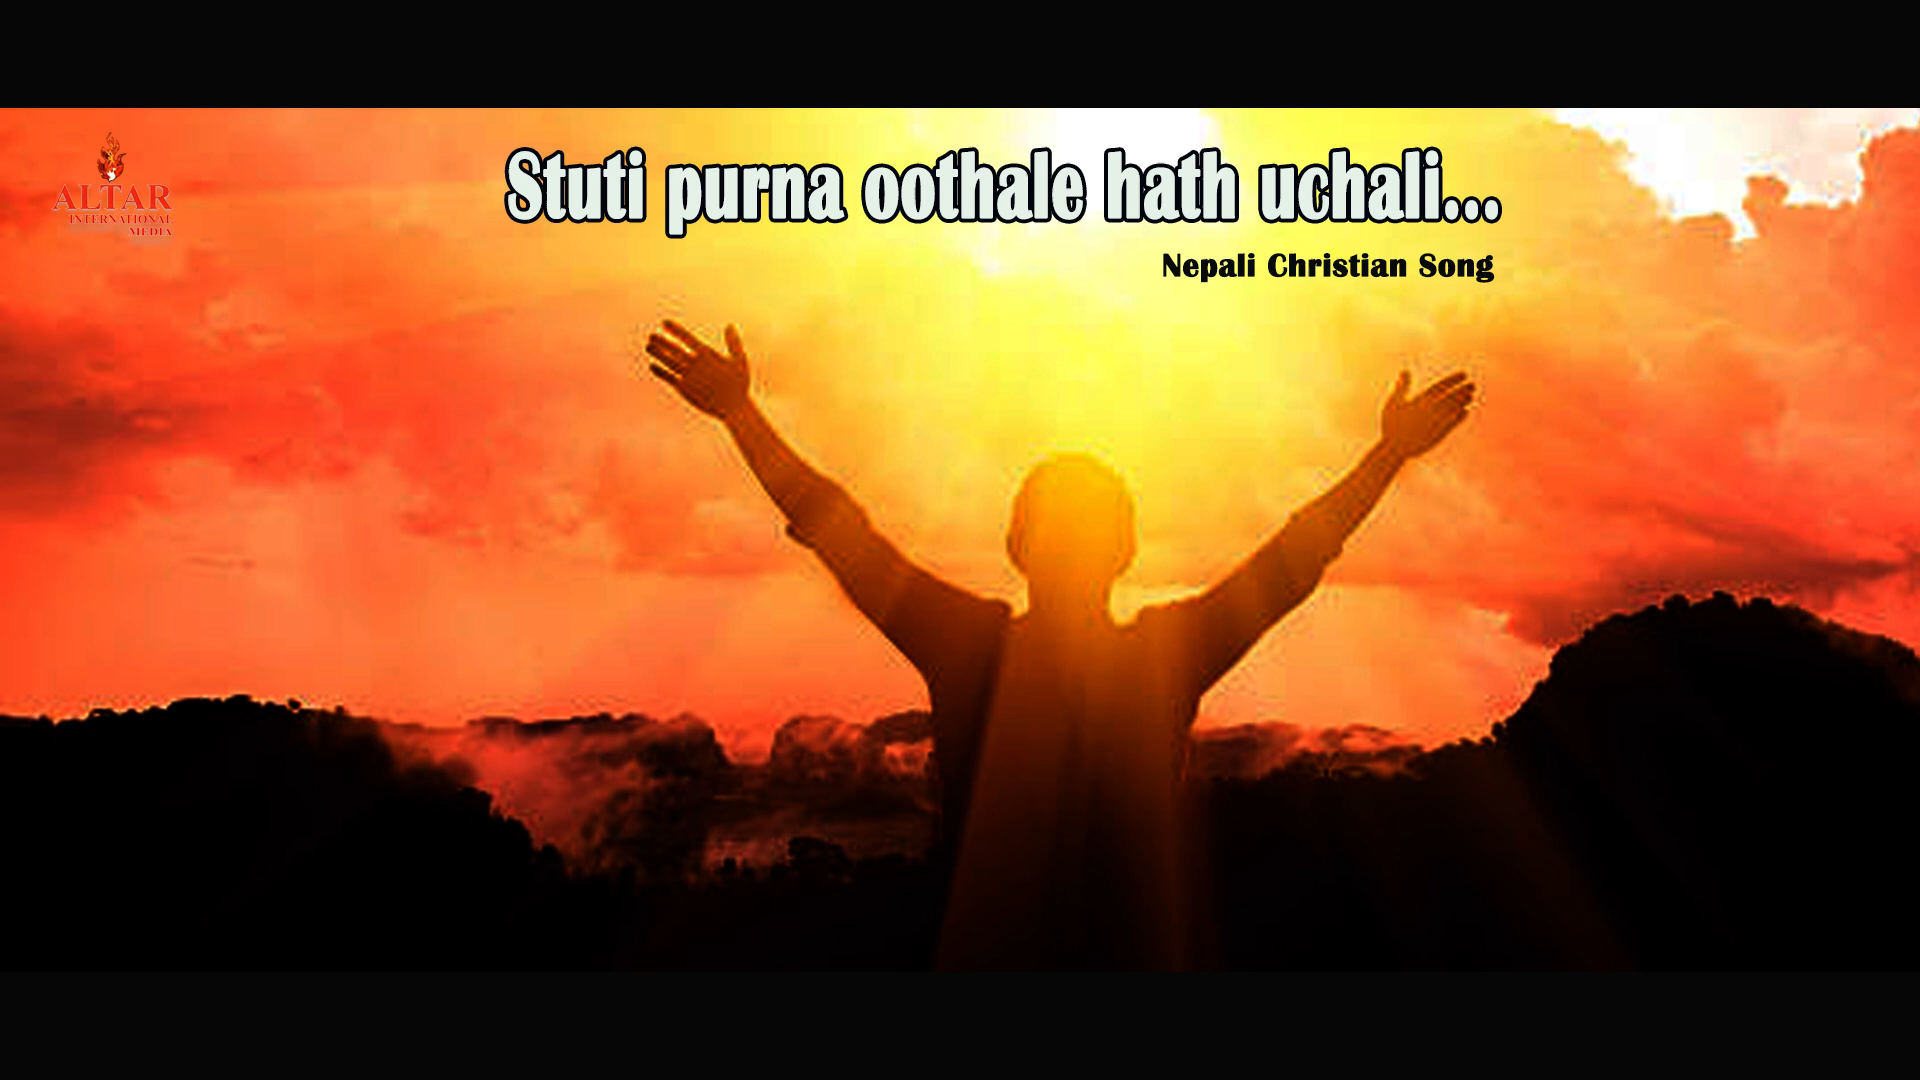 Stuti purna oothale hath uchali...
Nepali Christian Song
ALTAR
INTERNATIONAL
MEDIA